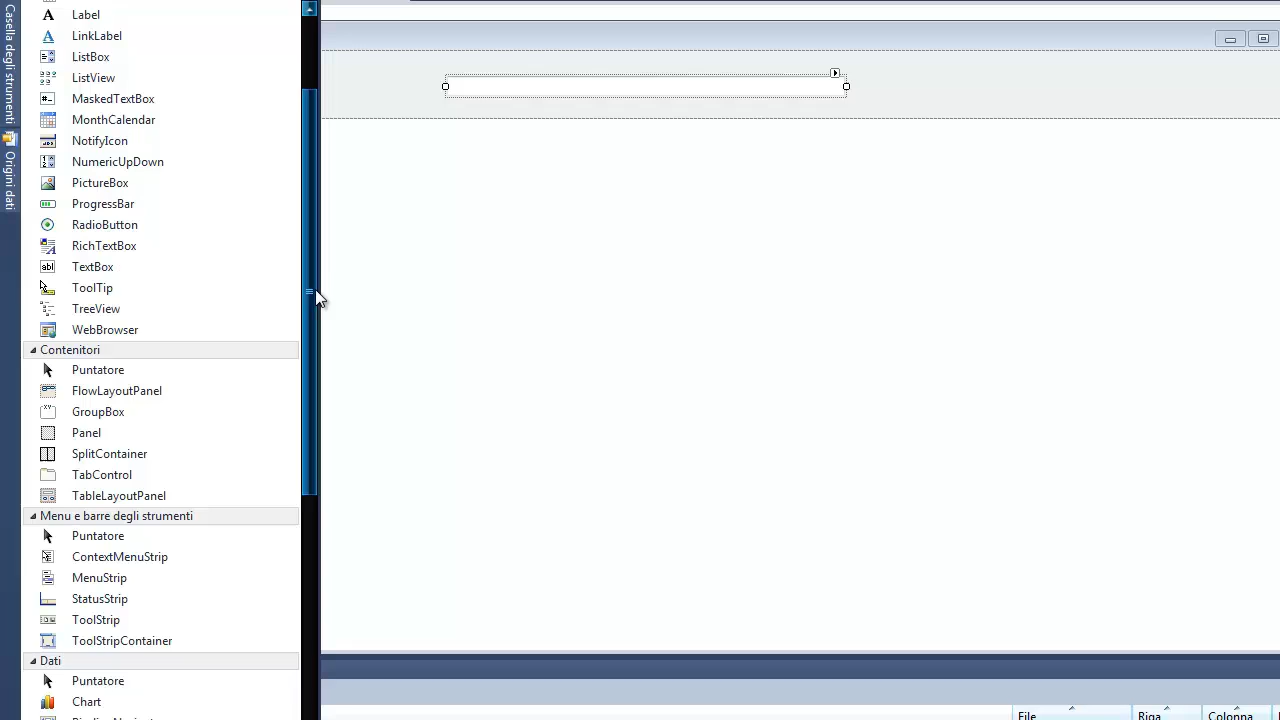 Casella degli strumenti
Origini dati
Label
LinkLabel
ListBox
ListView
MaskedTextBox
MonthCalendar
NotifyIcon
NumericUpDown
PictureBox
ProgressBar
RadioButton
RichTextBox
TextBox
ToolTip
TreeView
WebBrowser
Contenitori
Puntatore
FlowLayoutPanel
GroupBox
Panel
SplitContainer
TabControl
TableLayoutPanel
Menu e barre degli strumenti
Puntatore
ContextMenuStrip
MenuStrip
StatusStrip
ToolStrip
ToolStripContainer
Dati
Puntatore
Chart
File Riga Colonna